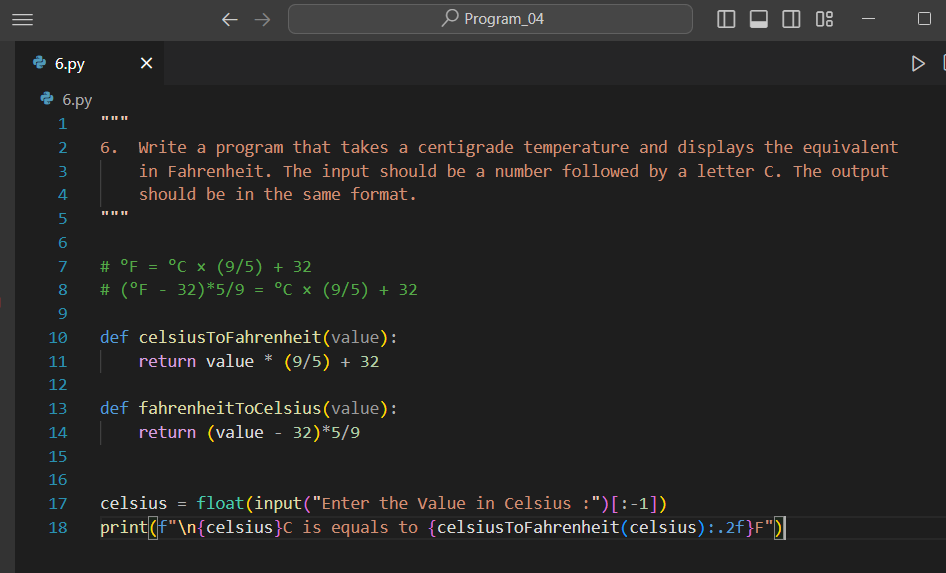 Program_04
6.py
6.py
1 """
2 6.  Write a program that takes a centigrade temperature and displays the equivalent
3     in Fahrenheit. The input should be a number followed by a letter C. The output
4     should be in the same format.
5 """
6
7 # °F = °C × (9/5) + 32
8 # (°F - 32)*5/9 = °C × (9/5) + 32
9
10 def celsiusToFahrenheit(value):
11     return value * (9/5) + 32
12
13 def fahrenheitToCelsius(value):
14     return (value - 32)*5/9
15
16
17 celsius = float(input("Enter the Value in Celsius :")[:-1])
18 print(f"\n{celsius}C is equals to {celsiusToFahrenheit(celsius):.2f}F")